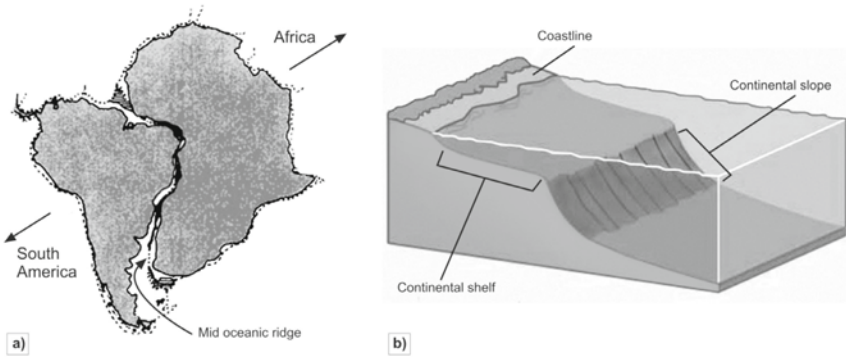 Africa
South
America
Mid oceanic ridge
a)
Coastline
Continental slope
Continental shelf
b)